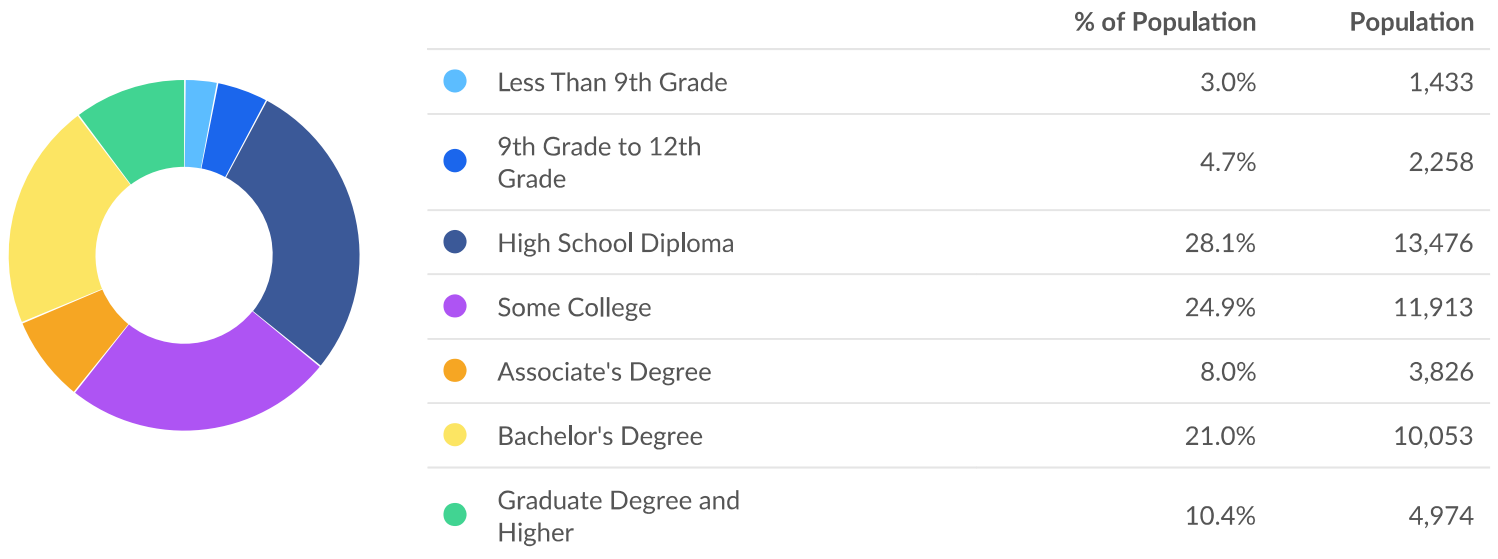 % of Population Population
Less Than 9th Grade 3.0% 1,433
9th Grade to 12th
Grade 4.7% 2,258
High School Diploma 28.1% 13,476
Some College 24.9% 11,913
Associate's Degree 8.0% 3,826
Bachelor's Degree 21.0% 10,053
Graduate Degree and
Higher 10.4% 4,974